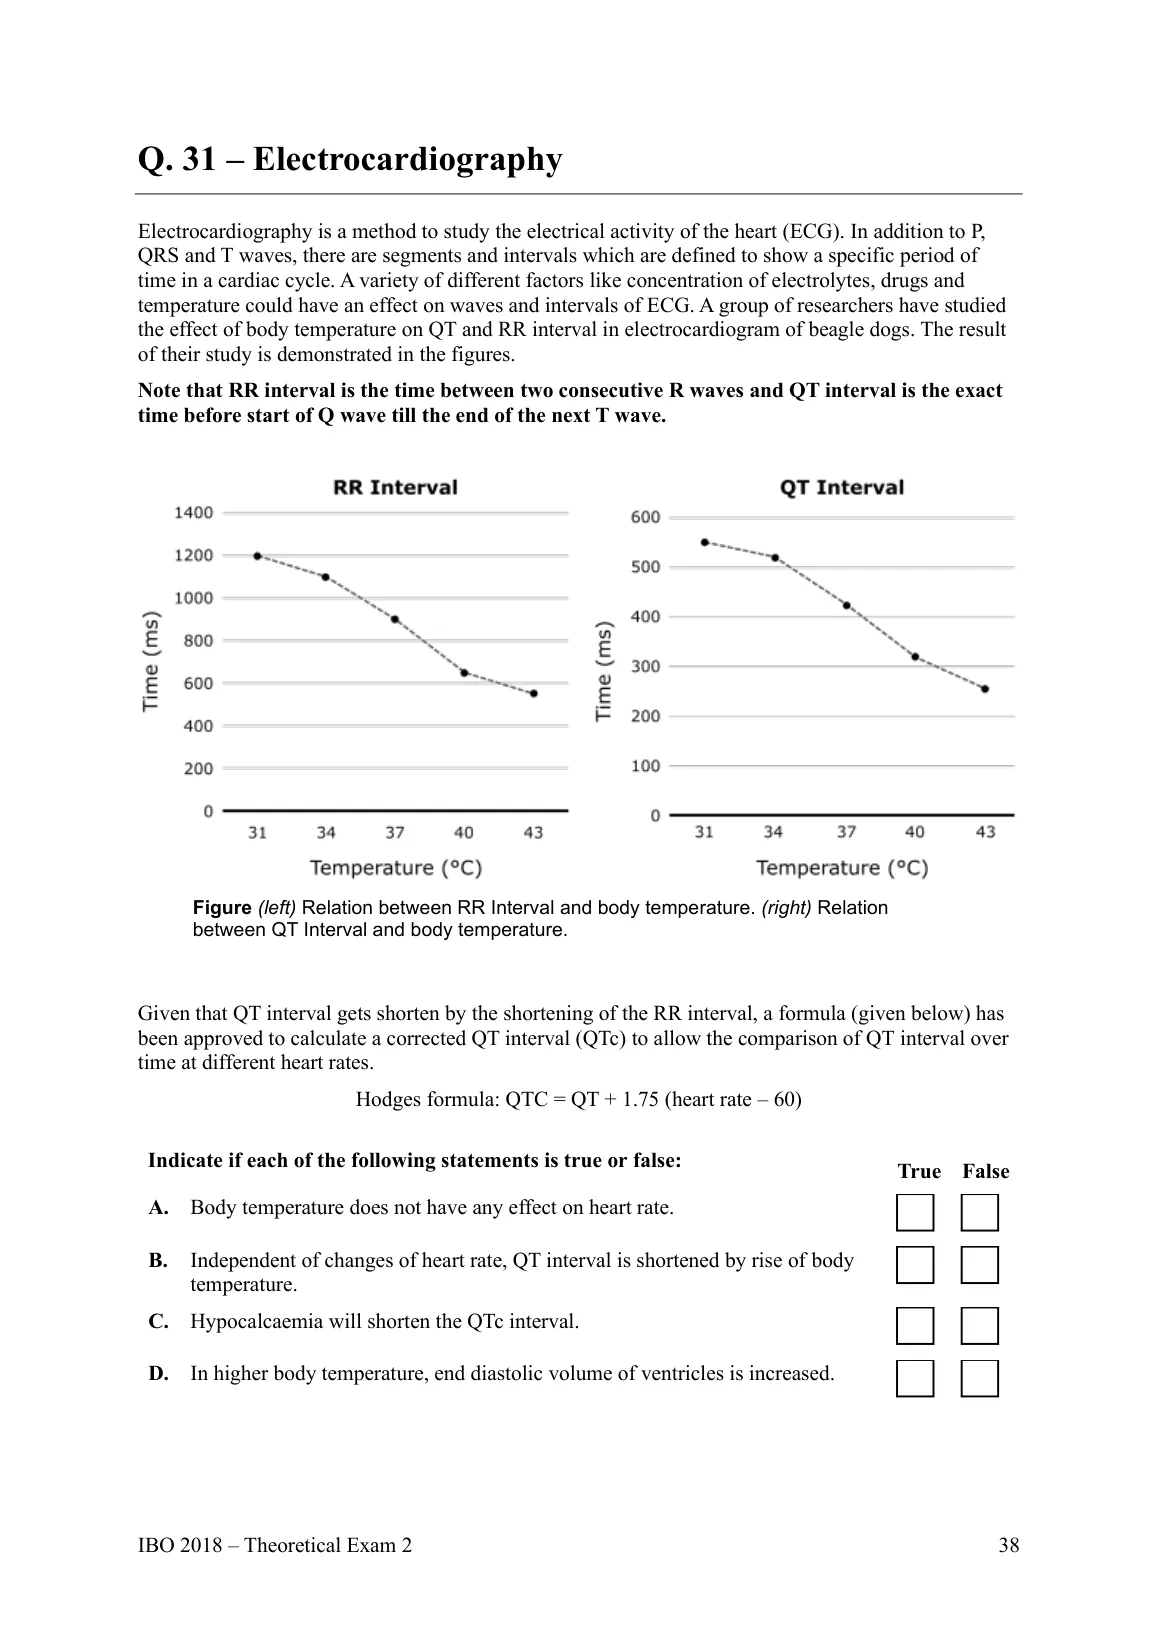 Q. 31 – Electrocardiography
Electrocardiography is a method to study the electrical activity of the heart (ECG). In addition to P,
QRS and T waves, there are segments and intervals which are defined to show a specific period of
time in a cardiac cycle. A variety of different factors like concentration of electrolytes, drugs and
temperature could have an effect on waves and intervals of ECG. A group of researchers have studied
the effect of body temperature on QT and RR interval in electrocardiogram of beagle dogs. The result
of their study is demonstrated in the figures.
Note that RR interval is the time between two consecutive R waves and QT interval is the exact
time before start of Q wave till the end of the next T wave.
RR Interval
1400
1200
1000
800
600
400
200
0
Time (ms)
31 34 37 40 43
Temperature (°C)
QT Interval
600
500
400
300
200
100
0
Time (ms)
31 34 37 40 43
Temperature (°C)
Figure (left) Relation between RR Interval and body temperature. (right) Relation
between QT Interval and body temperature.
Given that QT interval gets shorten by the shortening of the RR interval, a formula (given below) has
been approved to calculate a corrected QT interval (QTc) to allow the comparison of QT interval over
time at different heart rates.
Hodges formula: QTC = QT + 1.75 (heart rate – 60)
Indicate if each of the following statements is true or false:
True False
A. Body temperature does not have any effect on heart rate.
B. Independent of changes of heart rate, QT interval is shortened by rise of body
temperature.
C. Hypocalcaemia will shorten the QTc interval.
D. In higher body temperature, end diastolic volume of ventricles is increased.
IBO 2018 – Theoretical Exam 2 38